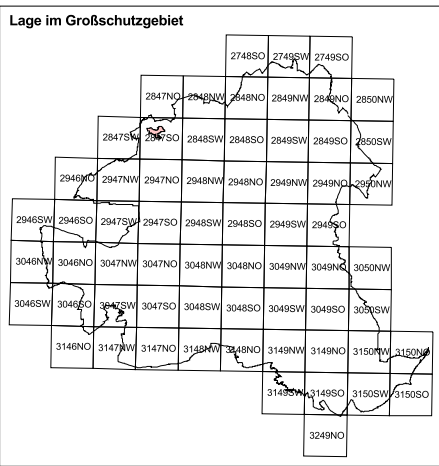 Lage im Großschutzgebiet
2748SO 2749SW 2749SO
2847NO 2848NW 2848NO 2849NW 2849NO 2850NW
2847SW 2847SO 2848SW 2848SO 2849SW 2849SO 2850SW
2946NO 2947NW 2947NO 2948NW 2948NO 2949NW 2949NO 2950NW
2946SW 2946SO 2947SW 2947SO 2948SW 2948SO 2949SW 2949SO
3046NW 3046NO 3047NW 3047NO 3048NW 3048NO 3049NW 3049NO 3050NW
3046SW 3046SO 3047SW 3047SO 3048SW 3048SO 3049SW 3049SO 3050SW
3146NO 3147NW 3147NO 3148NW 3148NO 3149NW 3149NO 3150NW 3150NO
3149SW 3149SO 3150SW 3150SO
3249NO